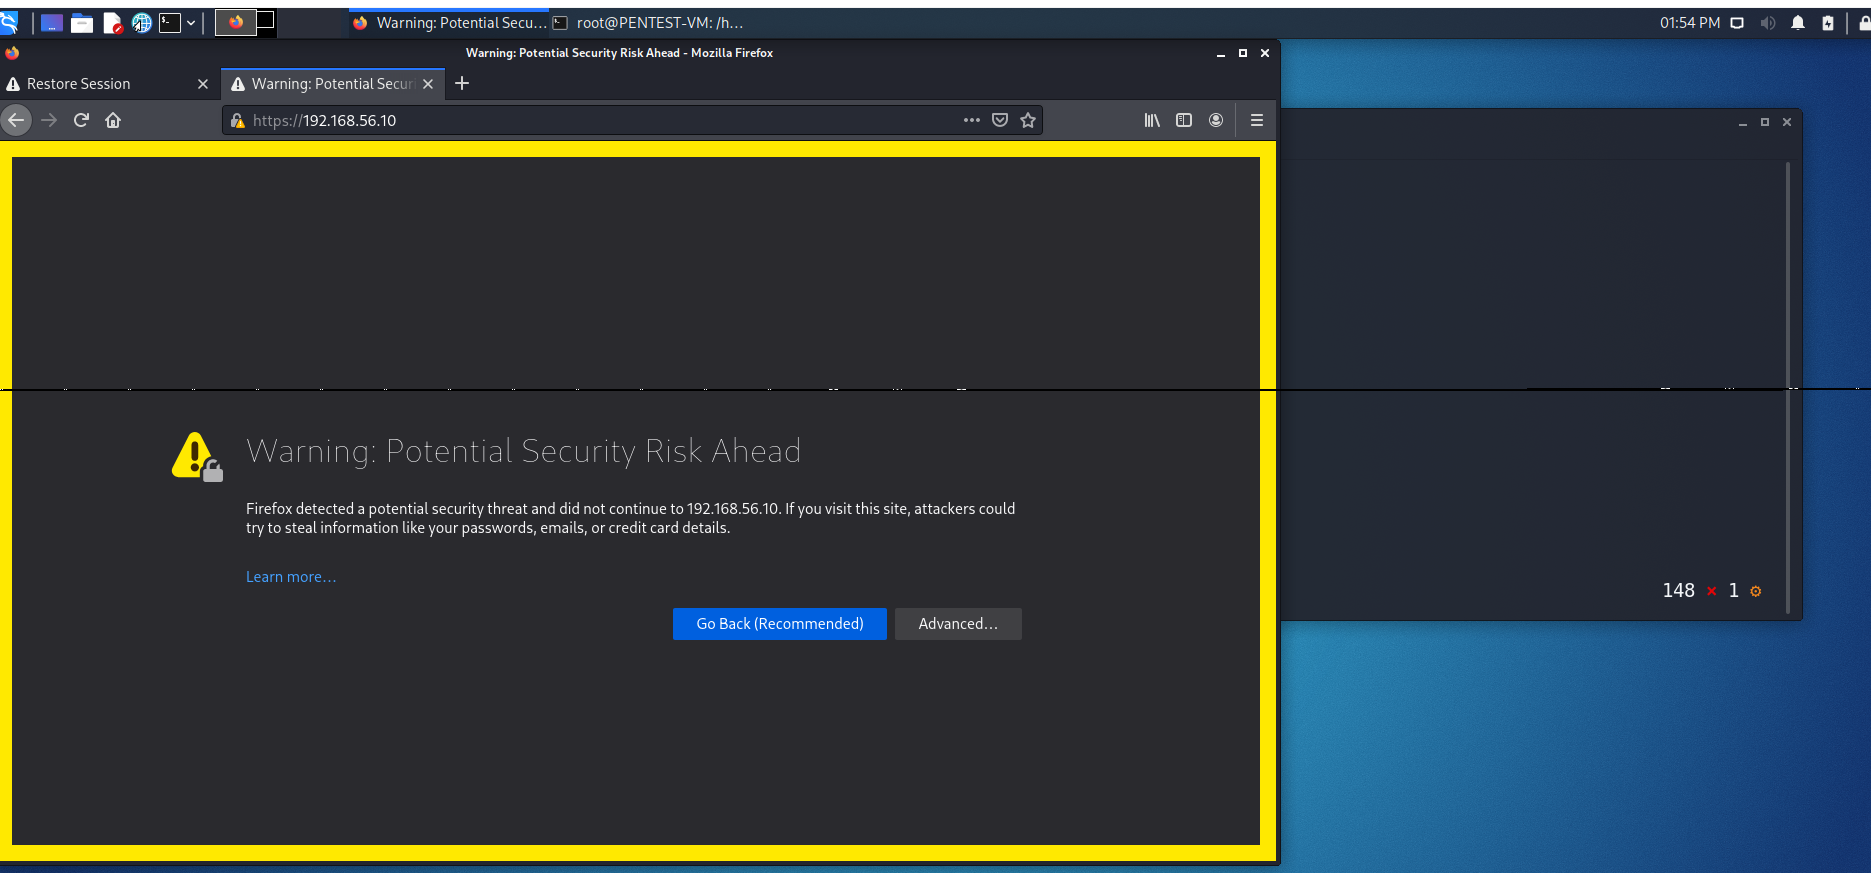 Warning: Potential Secu...
root@PENTEST-VM: /h...
01:54 PM
Warning: Potential Security Risk Ahead - Mozilla Firefox
Restore Session
Warning: Potential Secur
https://192.168.56.10
Warning: Potential Security Risk Ahead
Firefox detected a potential security threat and did not continue to 192.168.56.10. If you visit this site, attackers could
try to steal information like your passwords, emails, or credit card details.
Learn more…
148 × 1
Go Back (Recommended)
Advanced…